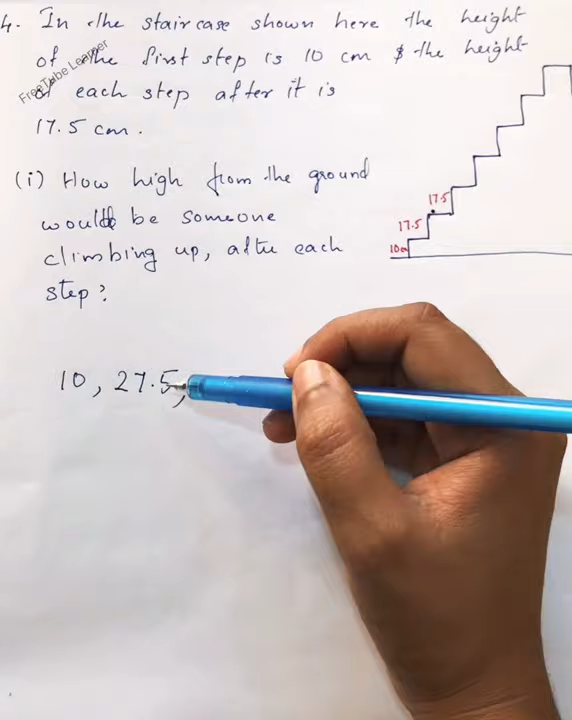 4. In the staircase shown here the height
of the first step is 10 cm & the height
of each step after it is
17.5 cm.
FreeTube Learner
(i) How high from the ground
would be someone
climbing up, after each
step?
17.5
17.5
10cm
10, 27.5,